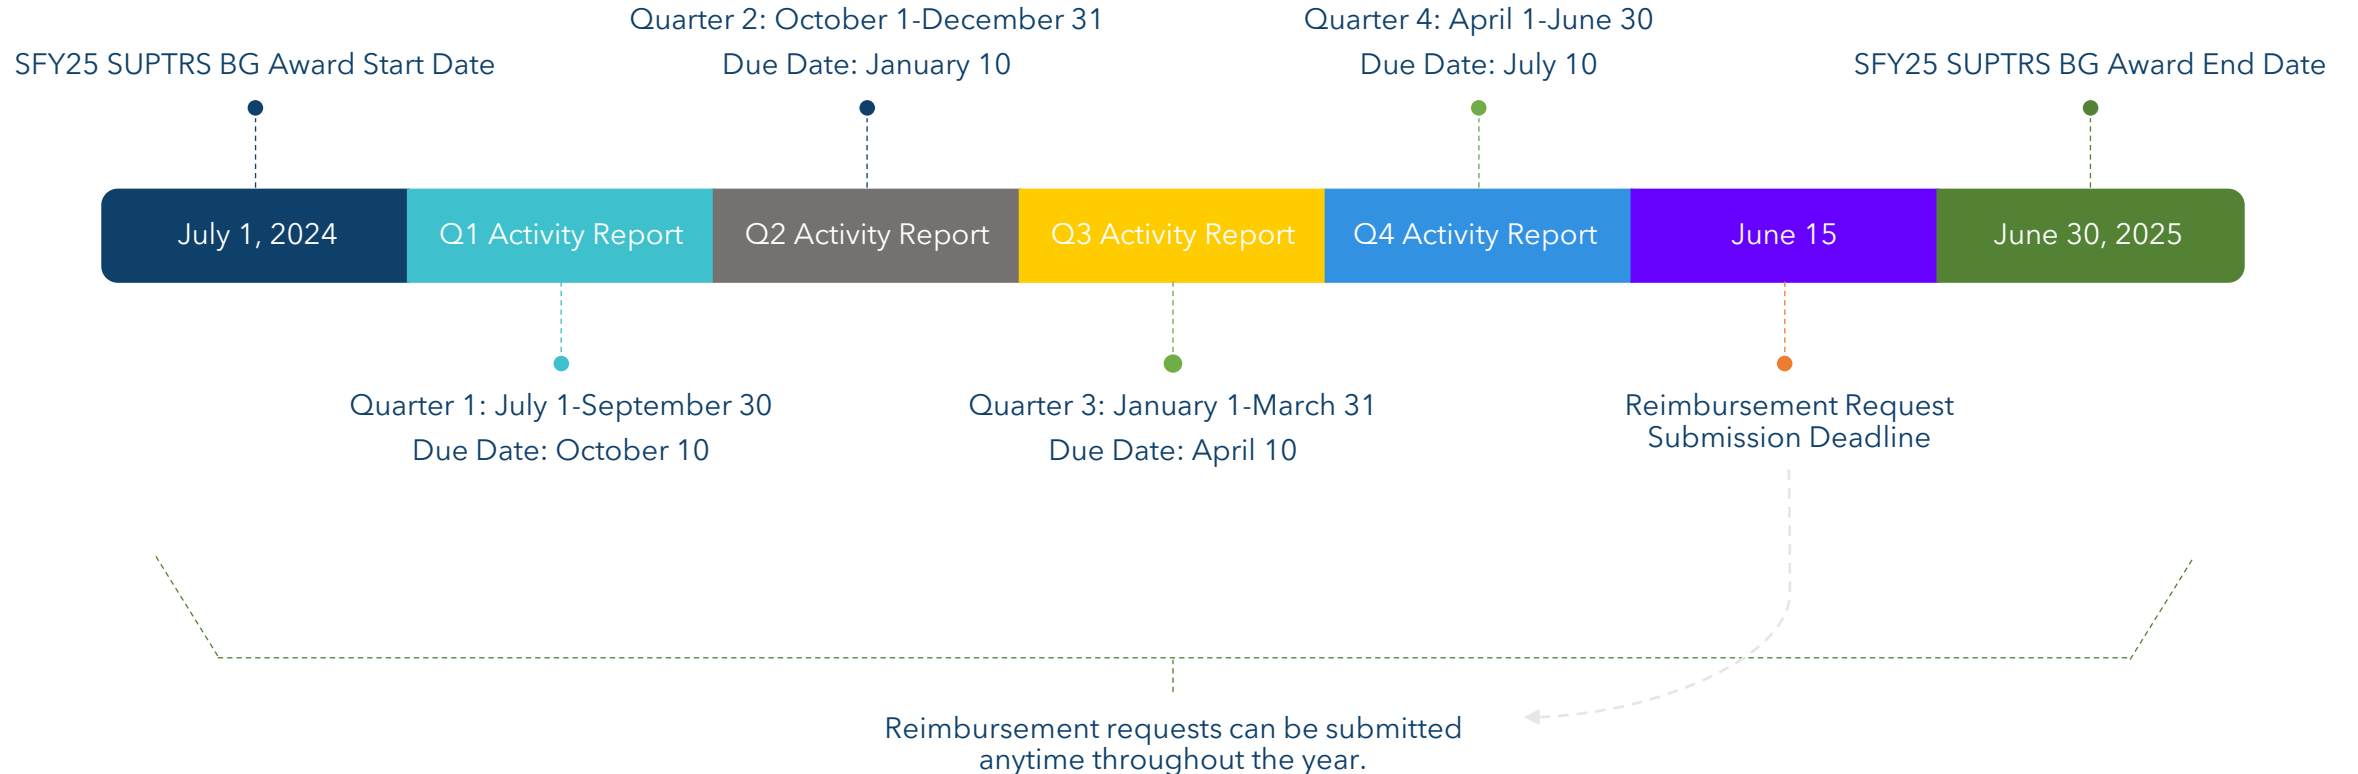 Quarter 2: October 1-December 31
Quarter 4: April 1-June 30
SFY25 SUPTRS BG Award Start Date
Due Date: January 10
Due Date: July 10
SFY25 SUPTRS BG Award End Date
July 1, 2024
Q1 Activity Report
Q2 Activity Report
Q3 Activity Report
Q4 Activity Report
June 15
June 30, 2025
Quarter 1: July 1-September 30
Due Date: October 10
Quarter 3: January 1-March 31
Due Date: April 10
Reimbursement Request
Submission Deadline
Reimbursement requests can be submitted
anytime throughout the year.